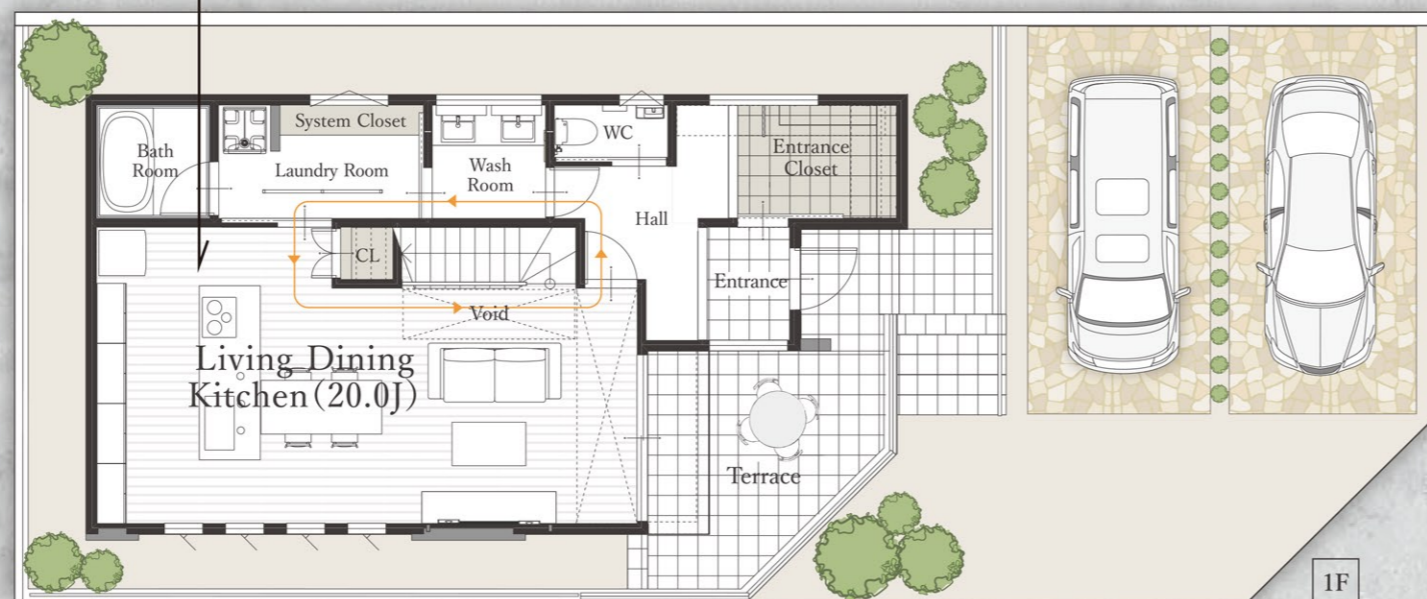 System Closet
WC
Bath
Room
Laundry Room
Wash
Room
Entrance
Closet
Hall
CL
Entrance
Void
Living Dining
Kitchen(20.0J)
Terrace
1F